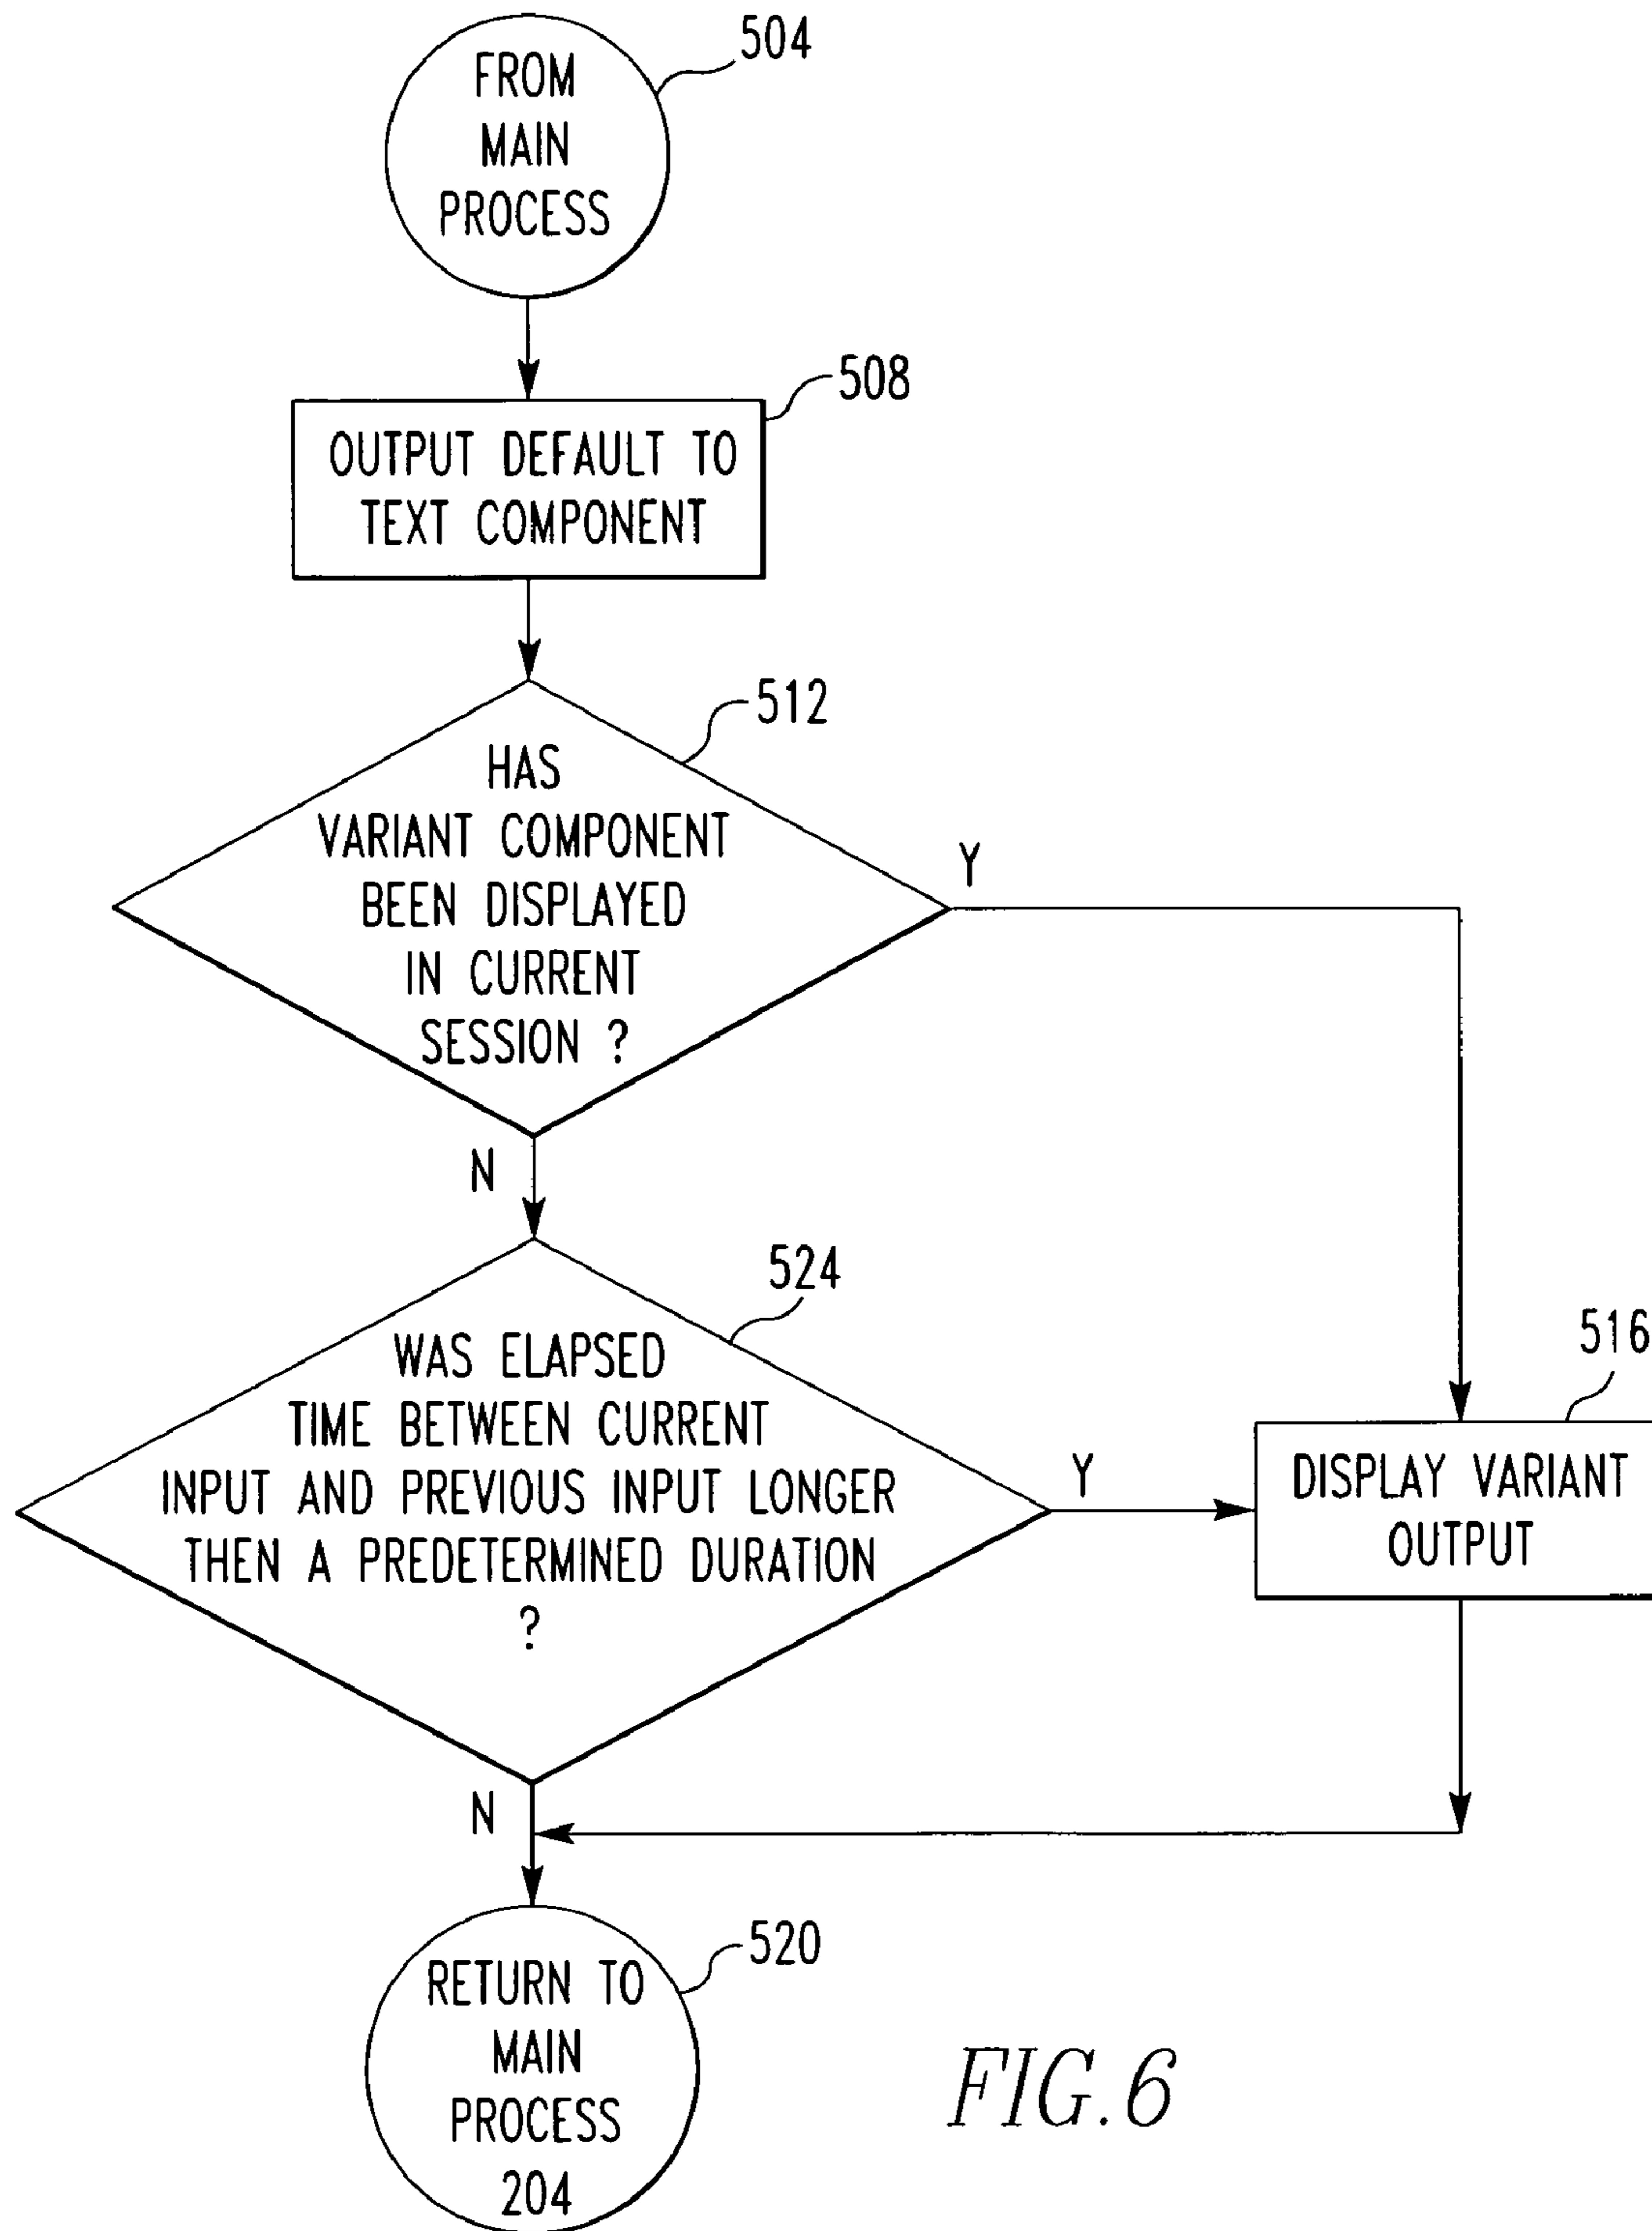 504
FROM
MAIN
PROCESS
508
OUTPUT DEFAULT TO
TEXT COMPONENT
512
HAS
VARIANT COMPONENT
BEEN DISPLAYED
IN CURRENT
SESSION ?
Y
N
524
WAS ELAPSED
TIME BETWEEN CURRENT
INPUT AND PREVIOUS INPUT LONGER
THEN A PREDETERMINED DURATION
?
Y
516
DISPLAY VARIANT
OUTPUT
N
520
RETURN TO
MAIN
PROCESS
204
FIG.6